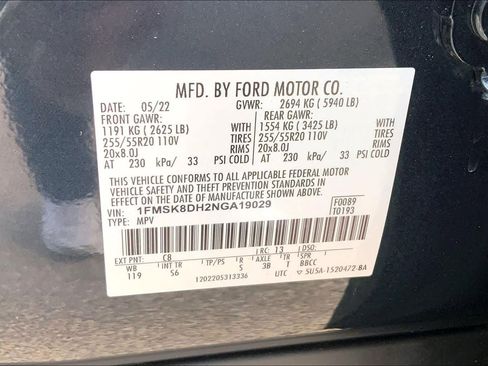 MFD. BY FORD MOTOR CO.
DATE: 05/22 GVWR: 2694 KG ( 5940 LB)
FRONT GAWR: REAR GAWR:
1191 KG ( 2625 LB) WITH 1554 KG ( 3425 LB) WITH
255/55R20 110V TIRES 255/55R20 110V TIRES
20x8.0J RIMS 20x8.0J RIMS
AT 230 kPa/ 33 PSI COLD AT 230 kPa/ 33 PSI COLD
THIS VEHICLE CONFORMS TO ALL APPLICABLE FEDERAL MOTOR
VEHICLE SAFETY AND THEFT PREVENTION STANDARDS IN
EFFECT ON THE DATE OF MANUFACTURE SHOWN ABOVE.
VIN: 1FMSK8DH2NGA19029 F0089
TYPE: MPV T0193
EXT PNT: C8 RC: 13 DSO:
WB INT TR TP/PS R AXLE TR SPR
119 S6 5 3B T BBCC
1202205313336 UTC ▽ 5U5A-1520472-BA